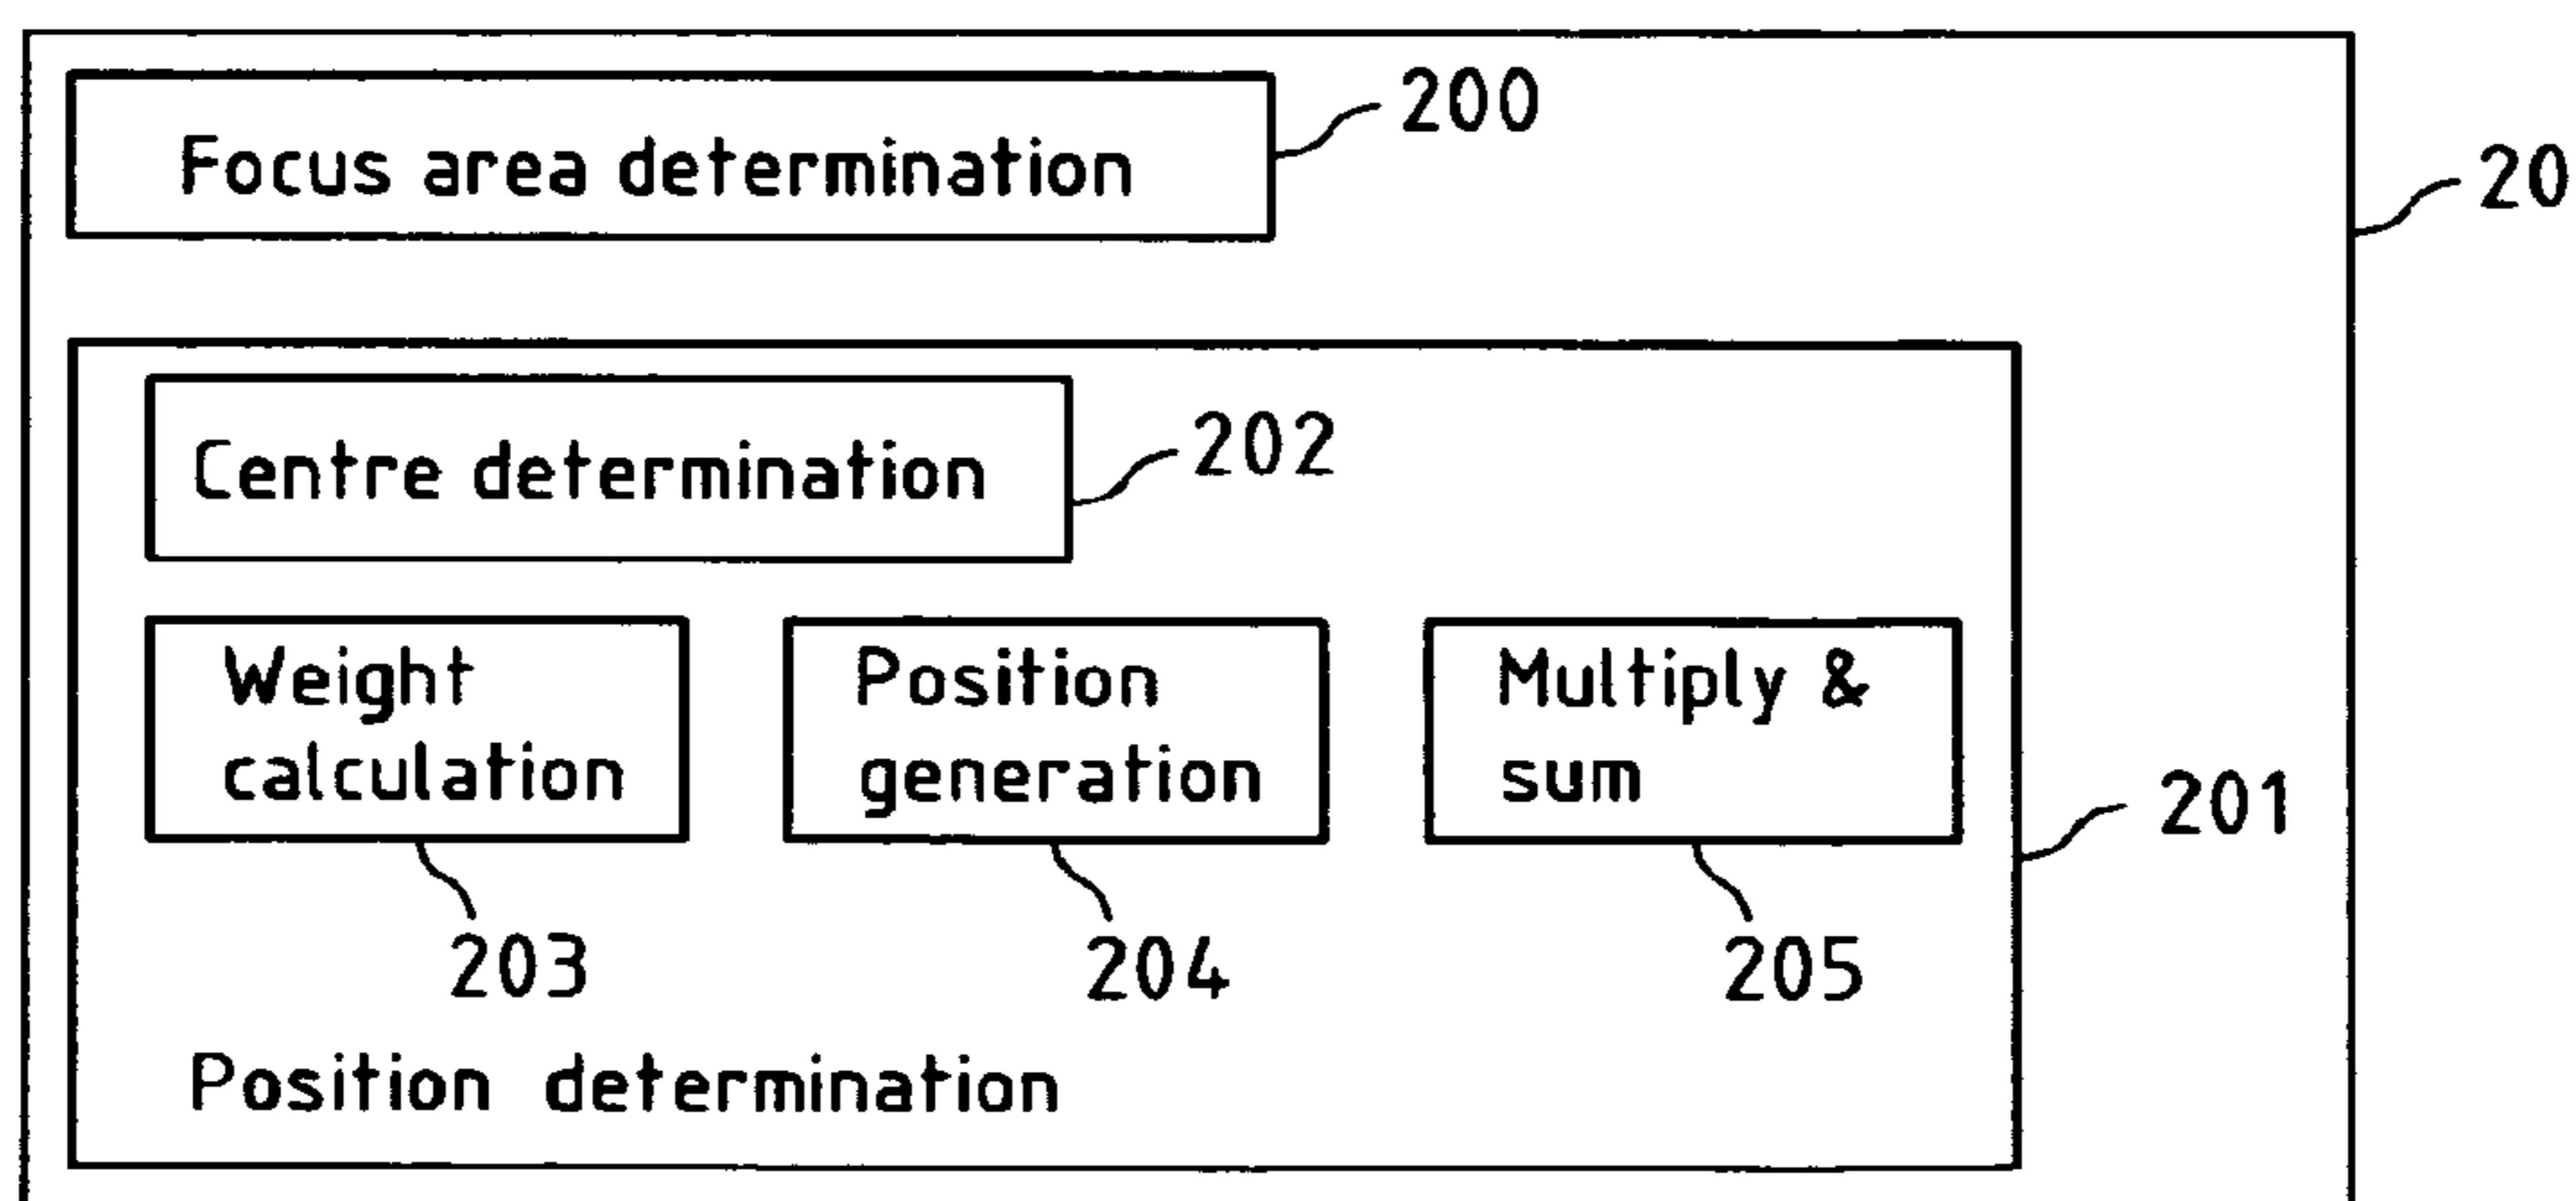 200
Focus area determination
20
202
Centre determination
Weight
calculation
Position
generation
Multiply &
sum
201
203
204
205
Position determination